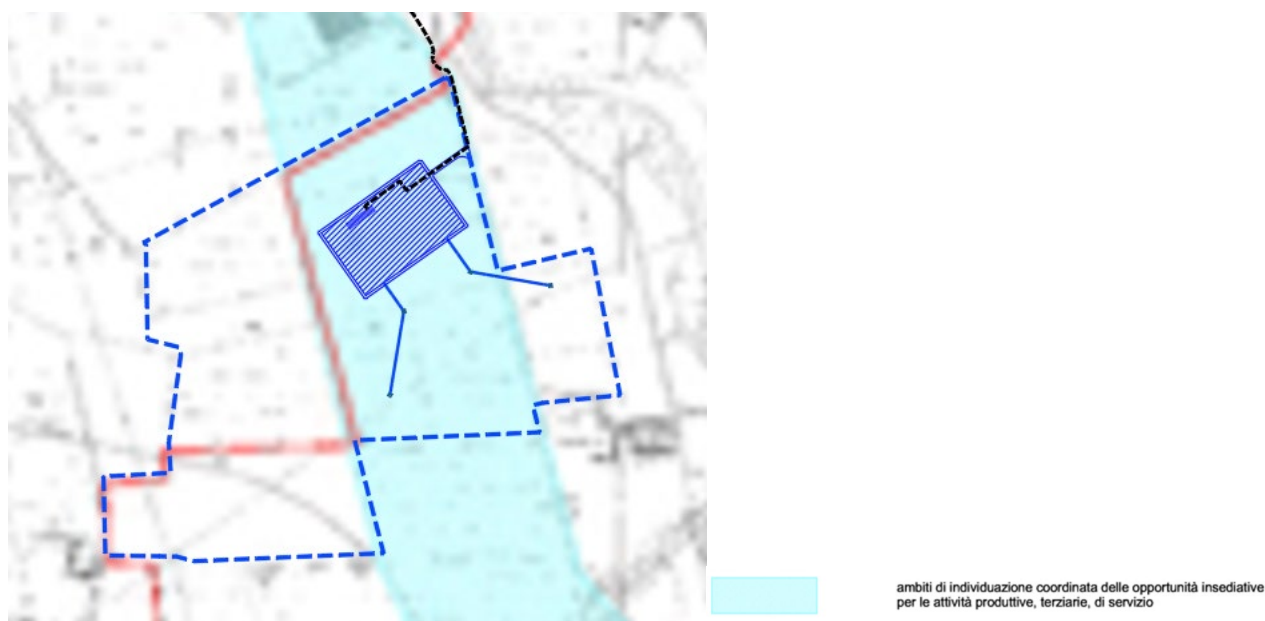 ambiti di individuazione coordinata delle opportunità insediative
per le attività produttive, terziarie, di servizio